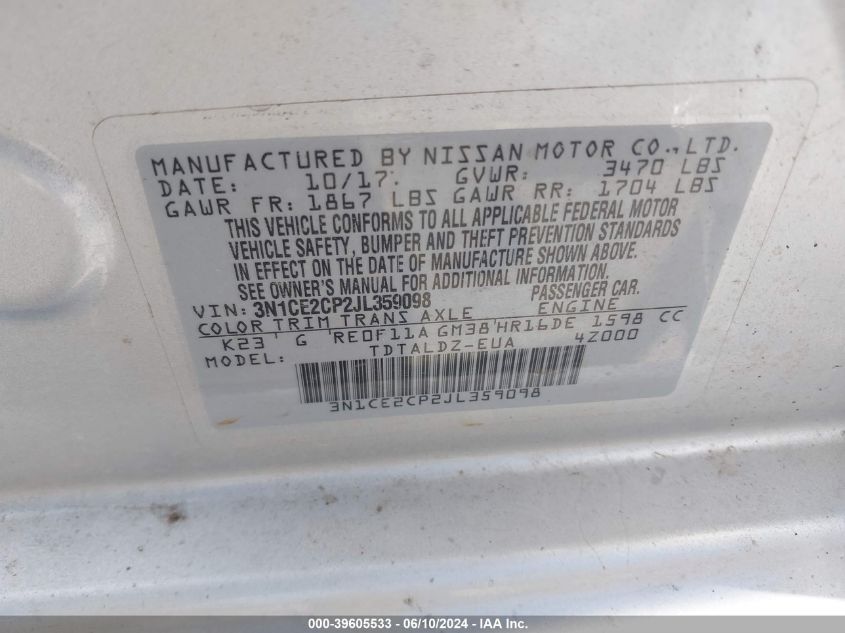 MANUFACTURED BY NISSAN MOTOR CO.,LTD.
DATE: 10/17. GVWR: 3470 LBS
GAWR FR: 1867 LBS GAWR RR: 1704 LBS
THIS VEHICLE CONFORMS TO ALL APPLICABLE FEDERAL MOTOR
VEHICLE SAFETY, BUMPER AND THEFT PREVENTION STANDARDS
IN EFFECT ON THE DATE OF MANUFACTURE SHOWN ABOVE.
SEE OWNER'S MANUAL FOR ADDITIONAL INFORMATION.
VIN: 3N1CE2CP2JL359098 PASSENGER CAR.
COLOR TRIM TRANS AXLE ENGINE
K23 G RE0F11A GM38 HR16DE 1598 CC
MODEL: TDTALDZ-EUA 4Z000
3N1CE2CP2JL359098
000-39605533 - 06/10/2024 - IAA Inc.